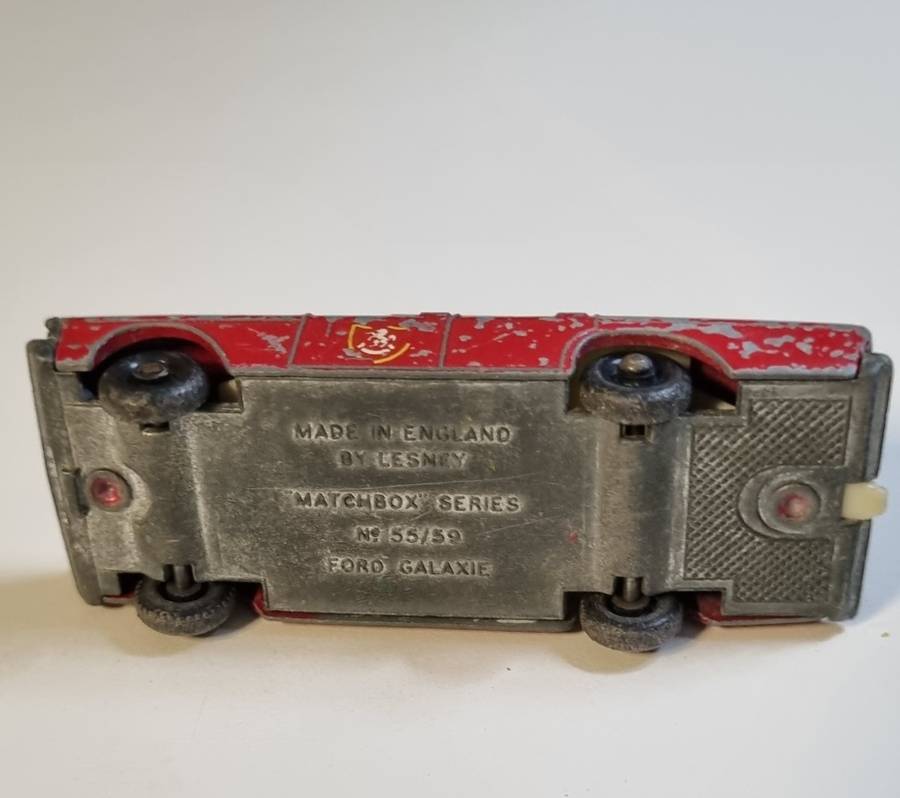 MADE IN ENGLAND
BY LESNEY
"MATCHBOX" SERIES
Nº 55/59
FORD GALAXIE